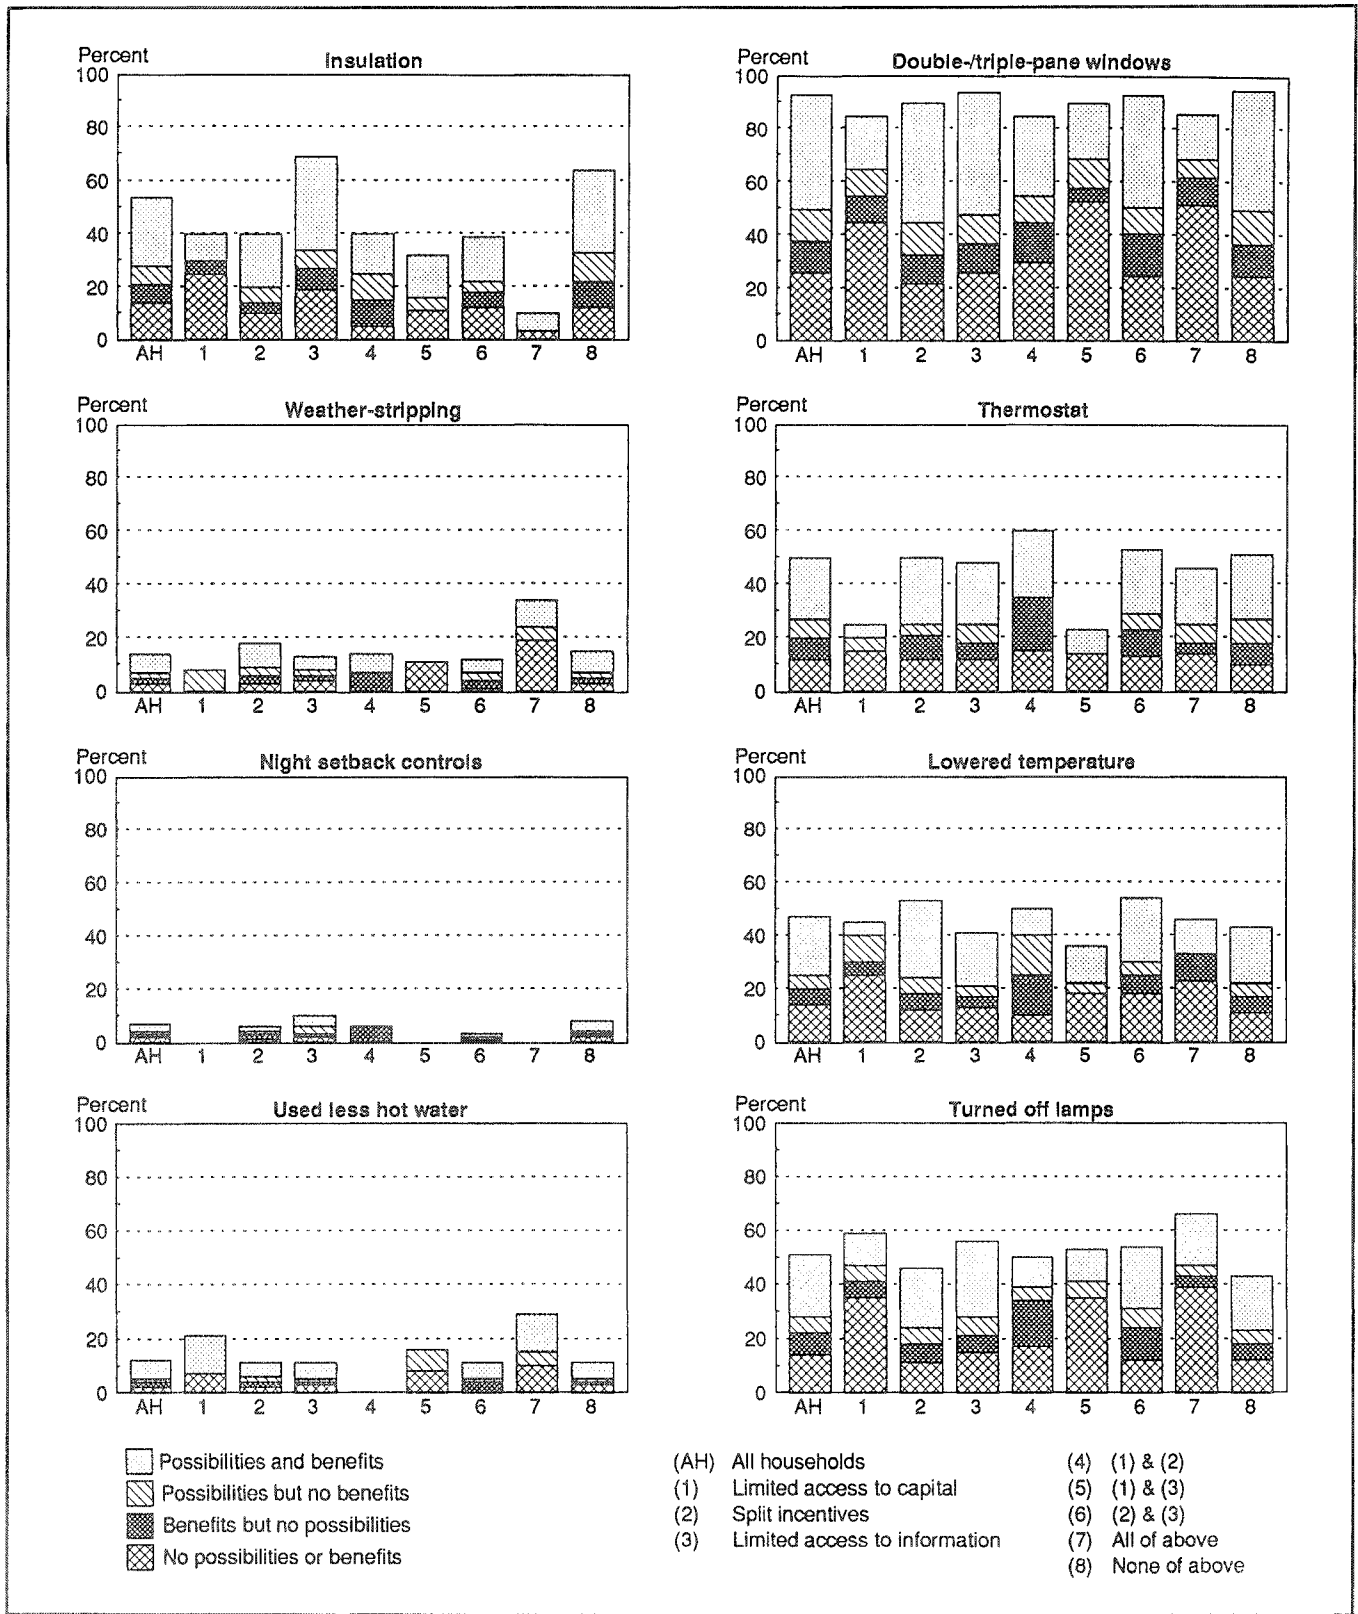 Percent
Insulation
100
80
60
40
20
0
AH 1 2 3 4 5 6 7 8
Percent
Double-/triple-pane windows
100
80
60
40
20
0
AH 1 2 3 4 5 6 7 8
Percent
Weather-stripping
100
80
60
40
20
0
AH 1 2 3 4 5 6 7 8
Percent
Thermostat
100
80
60
40
20
0
AH 1 2 3 4 5 6 7 8
Percent
Night setback controls
100
80
60
40
20
0
AH 1 2 3 4 5 6 7 8
Percent
Lowered temperature
100
80
60
40
20
0
AH 1 2 3 4 5 6 7 8
Percent
Used less hot water
100
80
60
40
20
0
AH 1 2 3 4 5 6 7 8
Percent
Turned off lamps
100
80
60
40
20
0
AH 1 2 3 4 5 6 7 8
Possibilities and benefits
Possibilities but no benefits
Benefits but no possibilities
No possibilities or benefits
(AH) All households
(1) Limited access to capital
(2) Split incentives
(3) Limited access to information
(4) (1) & (2)
(5) (1) & (3)
(6) (2) & (3)
(7) All of above
(8) None of above